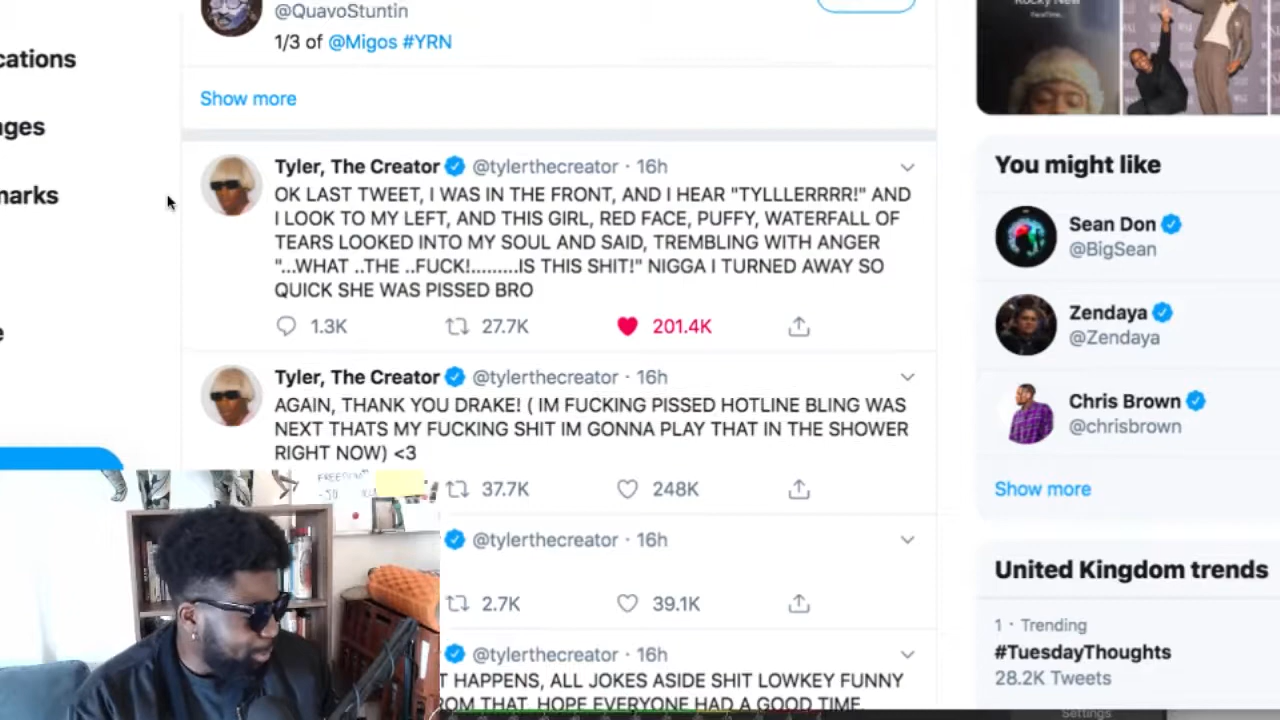 @QuavoStuntin
1/3 of @Migos #YRN
Show more
Tyler, The Creator @tylerthecreator · 16h
OK LAST TWEET, I WAS IN THE FRONT, AND I HEAR "TYLLLERRRR!" AND
I LOOK TO MY LEFT, AND THIS GIRL, RED FACE, PUFFY, WATERFALL OF
TEARS LOOKED INTO MY SOUL AND SAID, TREMBLING WITH ANGER
"...WHAT ..THE ..FUCK!.........IS THIS SHIT!" NIGGA I TURNED AWAY SO
QUICK SHE WAS PISSED BRO
1.3K 27.7K 201.4K
Tyler, The Creator @tylerthecreator · 16h
AGAIN, THANK YOU DRAKE! ( IM FUCKING PISSED HOTLINE BLING WAS
NEXT THATS MY FUCKING SHIT IM GONNA PLAY THAT IN THE SHOWER
RIGHT NOW) <3
37.7K 248K
@tylerthecreator · 16h
2.7K 39.1K
@tylerthecreator · 16h
T HAPPENS, ALL JOKES ASIDE SHIT LOWKEY FUNNY
ROM THAT. HOPE EVERYONE HAD A GOOD TIME.
cations
ges
narks
e
FREEDOM
You might like
Sean Don
@BigSean
Zendaya
@Zendaya
Chris Brown
@chrisbrown
Show more
United Kingdom trends
1 · Trending
#TuesdayThoughts
28.2K Tweets
Settings